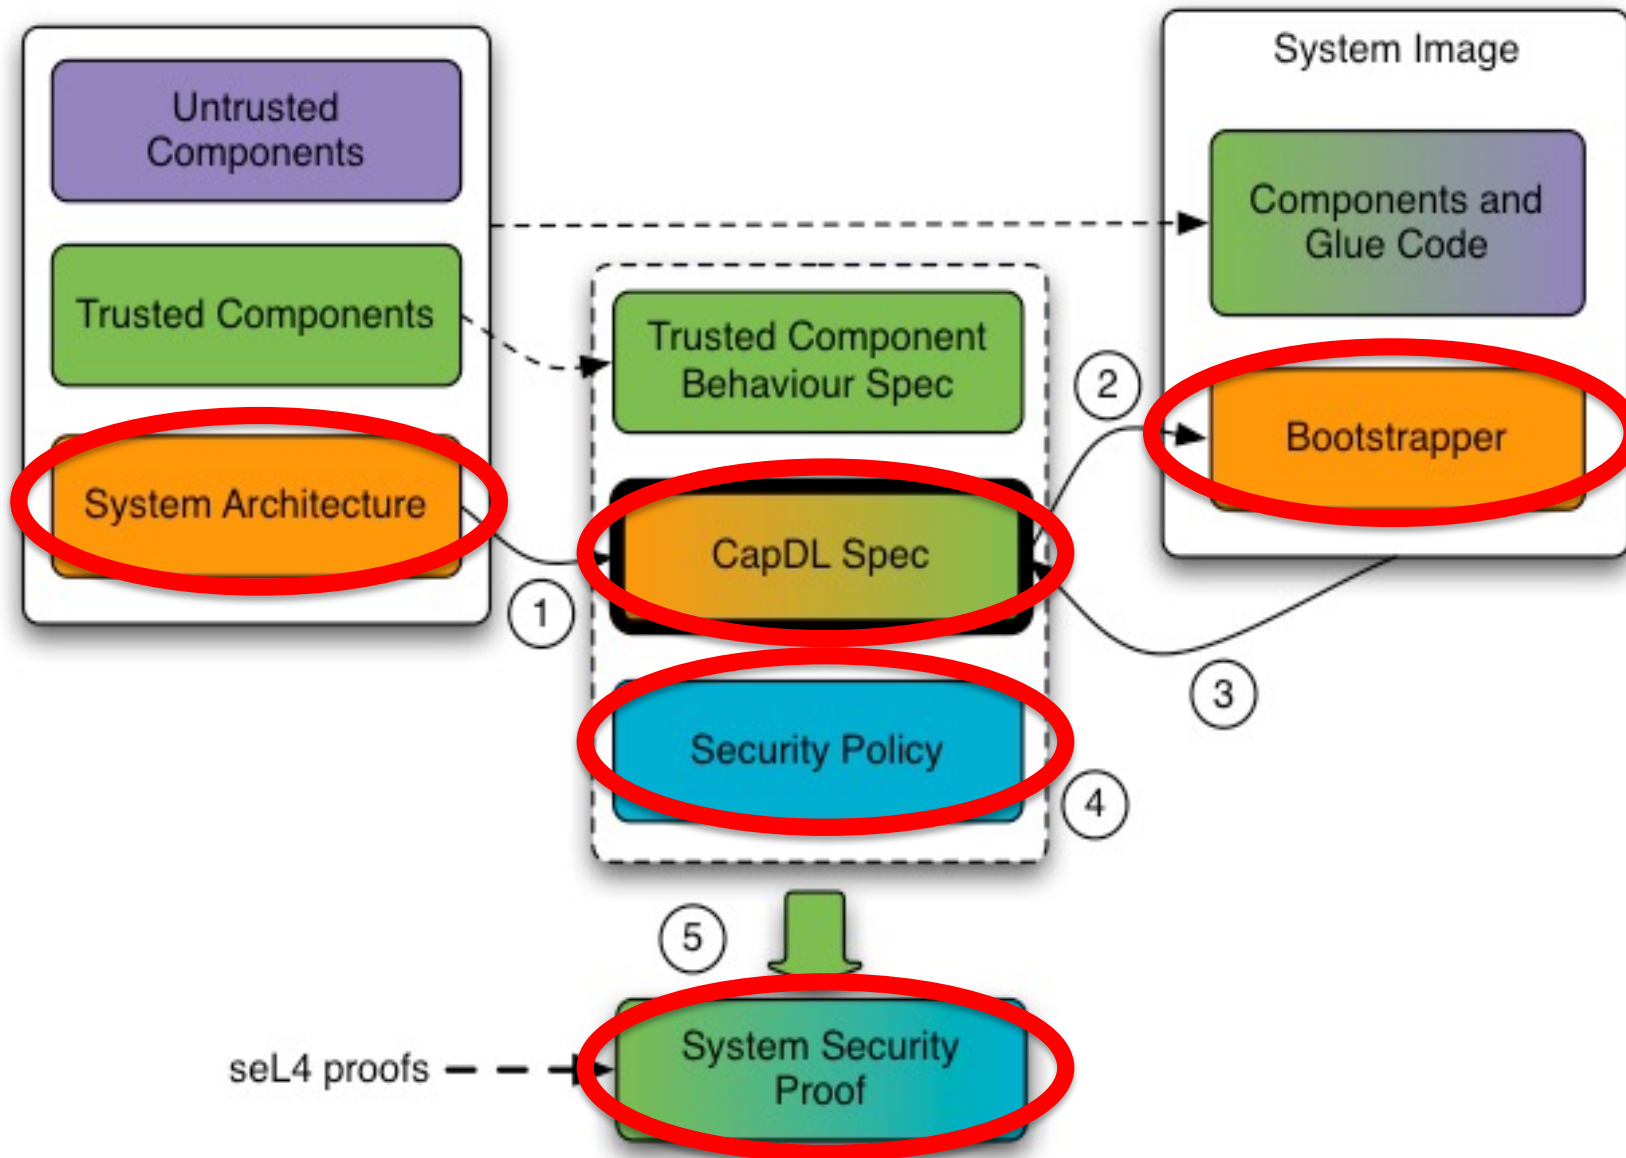 Untrusted
Components
Trusted Components
System Architecture
1
Trusted Component
Behaviour Spec
CapDL Spec
Security Policy
2
3
4
System Image
Components and
Glue Code
Bootstrapper
5
seL4 proofs
System Security
Proof